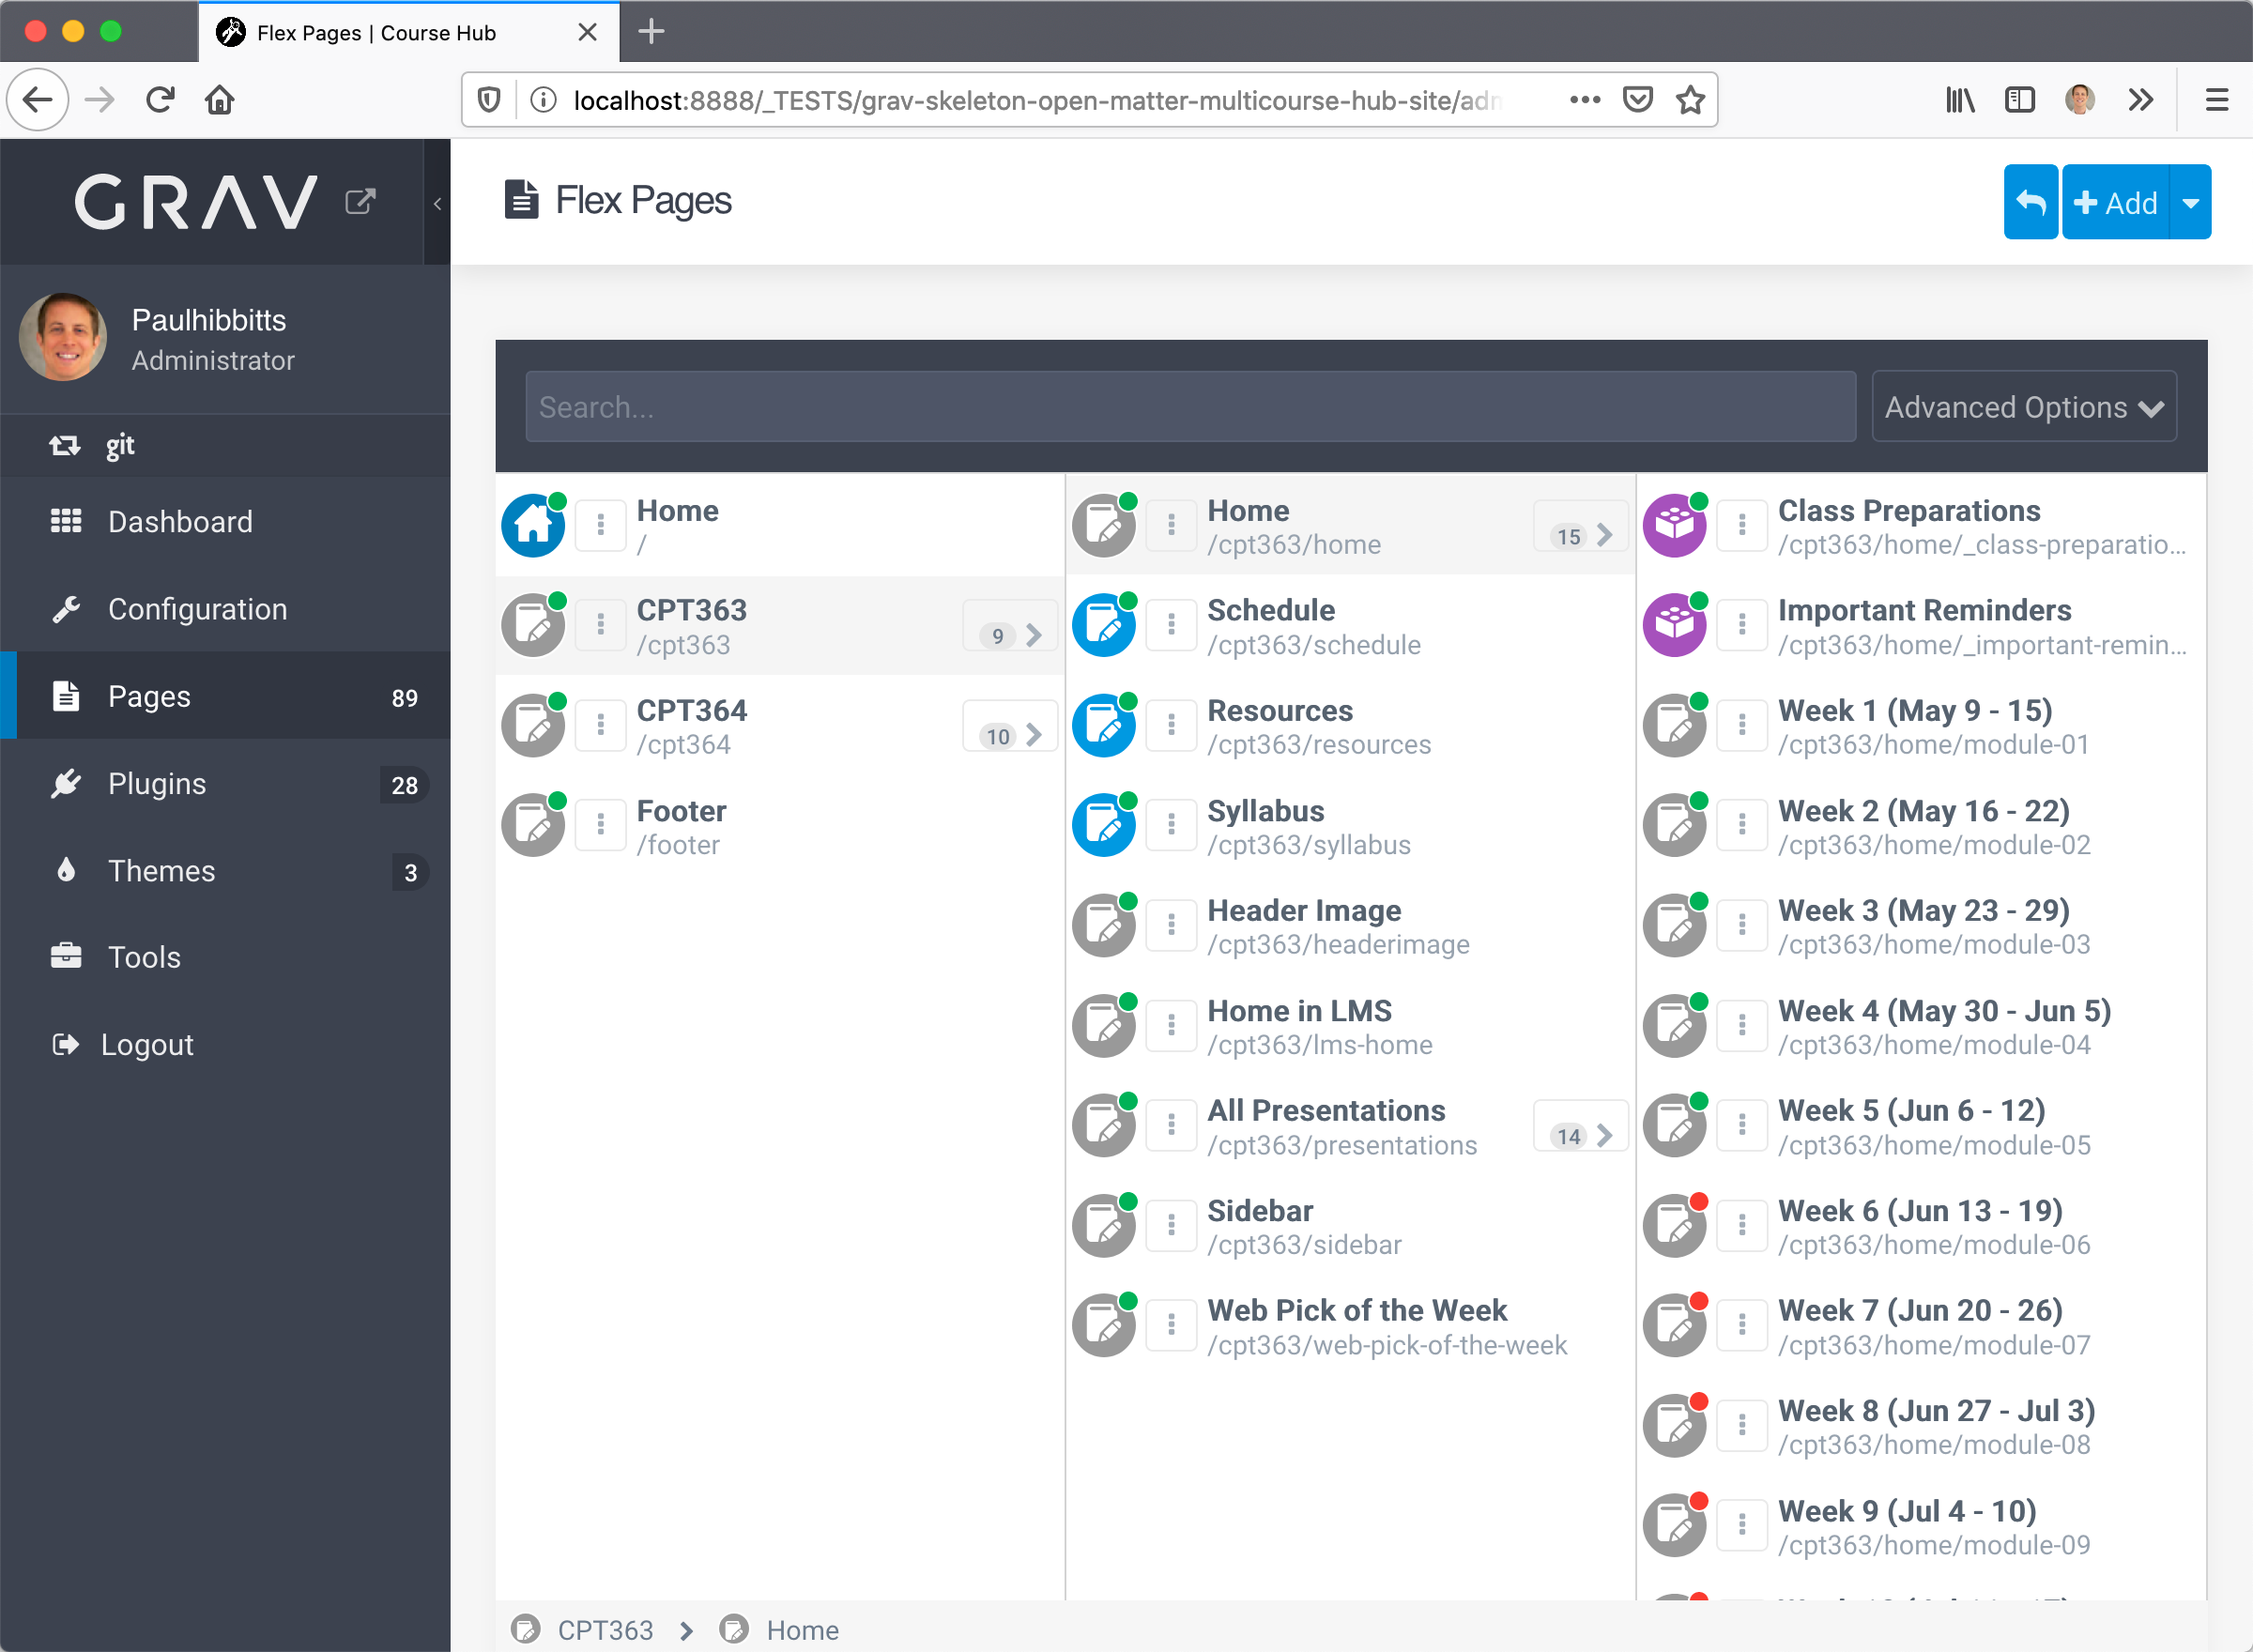 Flex Pages | Course Hub
localhost:8888/_TESTS/grav-skeleton-open-matter-multicourse-hub-site/adm
GRAV
Flex Pages
Add
Paulhibbitts
Administrator
git
Dashboard
Configuration
Pages 89
Plugins 28
Themes 3
Tools
Logout
Search...
Advanced Options
Home
/
CPT363
/cpt363
9
CPT364
/cpt364
10
Footer
/footer
Home
/cpt363/home
15
Schedule
/cpt363/schedule
Resources
/cpt363/resources
Syllabus
/cpt363/syllabus
Header Image
/cpt363/headerimage
Home in LMS
/cpt363/lms-home
All Presentations
/cpt363/presentations
14
Sidebar
/cpt363/sidebar
Web Pick of the Week
/cpt363/web-pick-of-the-week
Class Preparations
/cpt363/home/_class-preparatio...
Important Reminders
/cpt363/home/_important-remin...
Week 1 (May 9 - 15)
/cpt363/home/module-01
Week 2 (May 16 - 22)
/cpt363/home/module-02
Week 3 (May 23 - 29)
/cpt363/home/module-03
Week 4 (May 30 - Jun 5)
/cpt363/home/module-04
Week 5 (Jun 6 - 12)
/cpt363/home/module-05
Week 6 (Jun 13 - 19)
/cpt363/home/module-06
Week 7 (Jun 20 - 26)
/cpt363/home/module-07
Week 8 (Jun 27 - Jul 3)
/cpt363/home/module-08
Week 9 (Jul 4 - 10)
/cpt363/home/module-09
CPT363 Home